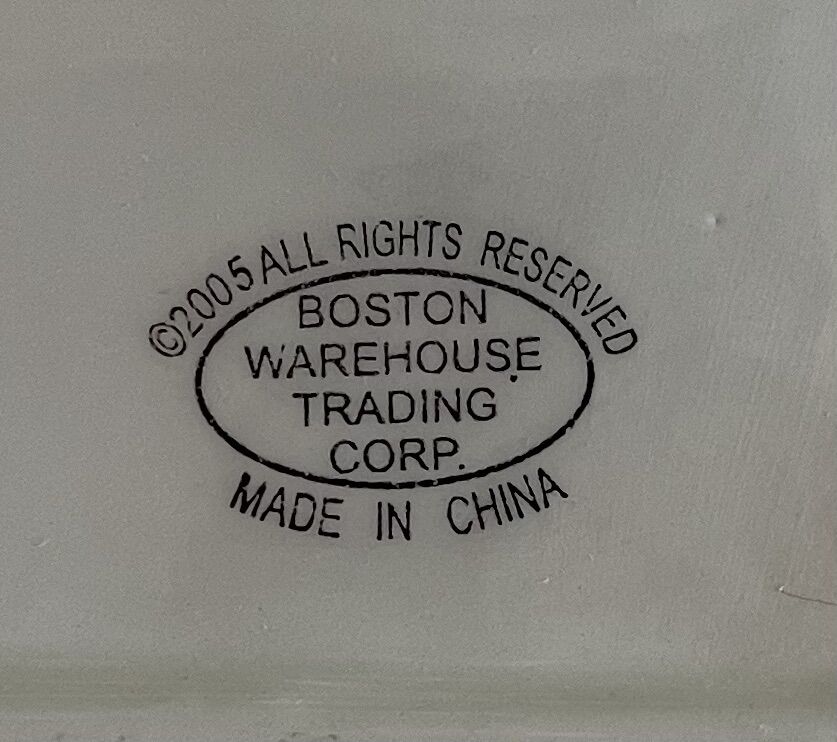 ©2005 ALL RIGHTS RESERVED
BOSTON
WAREHOUSE
TRADING
CORP.
MADE IN CHINA